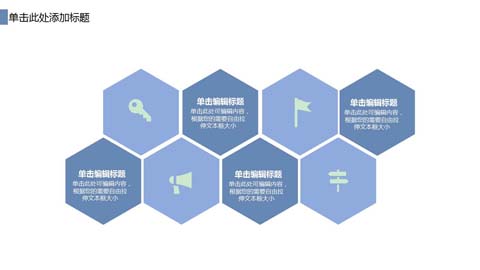 单击此处添加标题
单击编辑标题
单击此处可编辑内容，
根据您的需要自由拉
伸文本框大小
单击编辑标题
单击此处可编辑内容，
根据您的需要自由拉
伸文本框大小
单击编辑标题
单击此处可编辑内容，
根据您的需要自由拉
伸文本框大小
单击编辑标题
单击此处可编辑内容，
根据您的需要自由拉
伸文本框大小